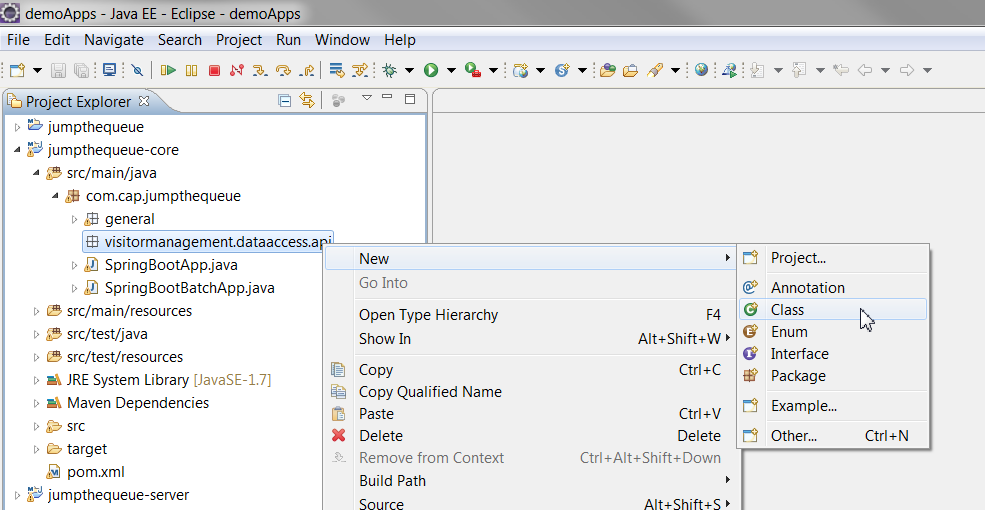 demoApps - Java EE - Eclipse - demoApps
File Edit Navigate Search Project Run Window Help
Project Explorer
jumpthequeue
jumpthequeue-core
src/main/java
com.cap.jumpthequeue
general
visitormanagement.dataaccess.api
SpringBootApp.java
SpringBootBatchApp.java
src/main/resources
src/test/java
src/test/resources
JRE System Library [JavaSE-1.7]
Maven Dependencies
src
target
pom.xml
jumpthequeue-server
New
Go Into
Open Type Hierarchy F4
Show In Alt+Shift+W
Copy Ctrl+C
Copy Qualified Name
Paste Ctrl+V
Delete Delete
Remove from Context Ctrl+Alt+Shift+Down
Build Path
Source Alt+Shift+S
Project...
Annotation
Class
Enum
Interface
Package
Example...
Other... Ctrl+N